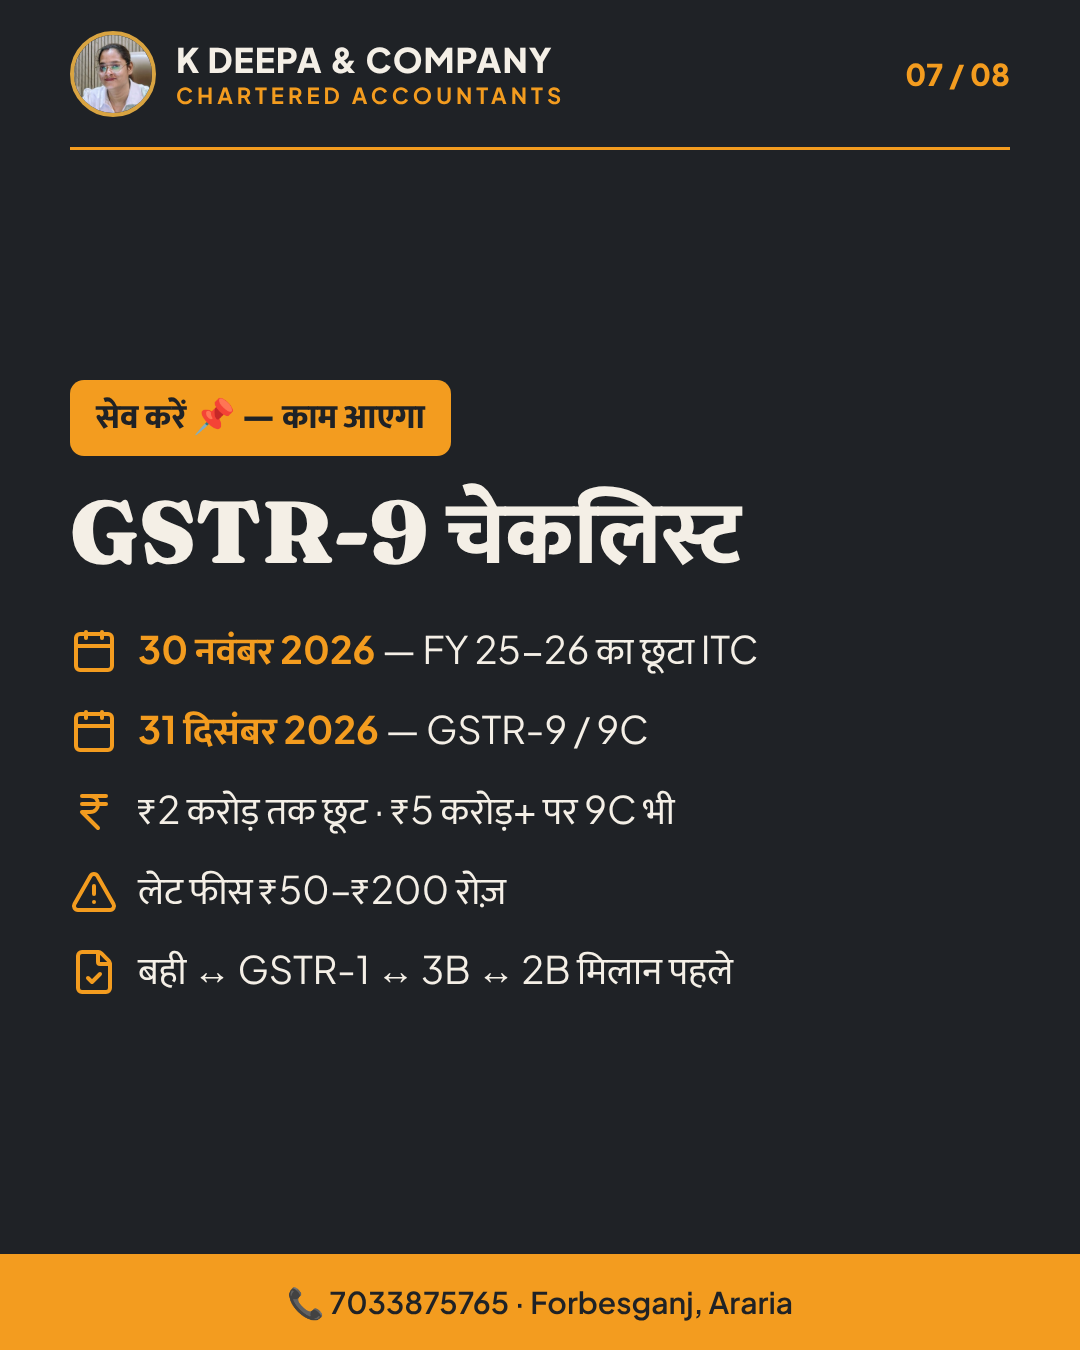 K DEEPA & COMPANY
CHARTERED ACCOUNTANTS
07 / 08
सेव करें 📌 — काम आएगा
GSTR-9 चेकलिस्ट
30 नवंबर 2026 — FY 25–26 का छूटा ITC
31 दिसंबर 2026 — GSTR-9 / 9C
₹2 करोड़ तक छूट · ₹5 करोड़+ पर 9C भी
लेट फीस ₹50–₹200 रोज़
बही ↔ GSTR-1 ↔ 3B ↔ 2B मिलान पहले
📞 7033875765 · Forbesganj, Araria